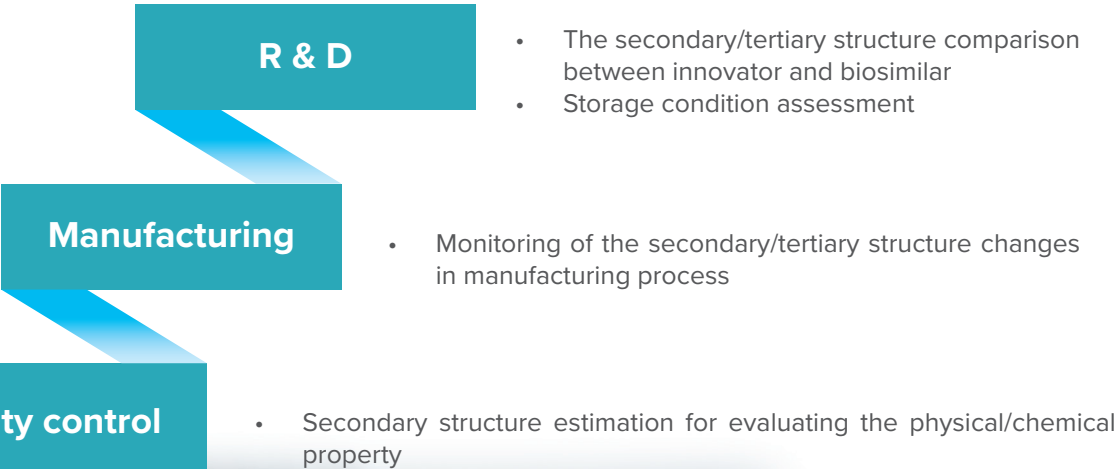 R & D
• The secondary/tertiary structure comparison
between innovator and biosimilar
• Storage condition assessment
Manufacturing
• Monitoring of the secondary/tertiary structure changes
in manufacturing process
ty control
• Secondary structure estimation for evaluating the physical/chemical
property